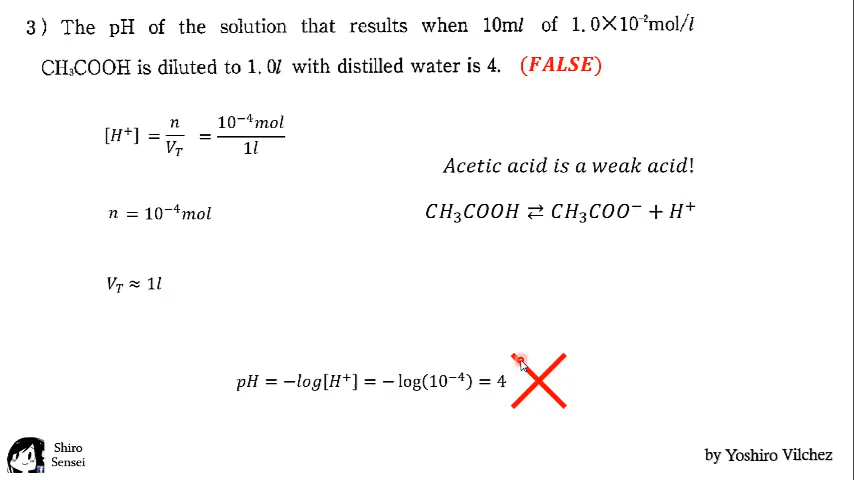 3) The pH of the solution that results when 10ml of 1.0×10⁻²mol/l
CH₃COOH is diluted to 1.0l with distilled water is 4. (FALSE)
[H⁺] = n/V_T = 10⁻⁴mol/1l
Acetic acid is a weak acid!
n = 10⁻⁴mol
CH₃COOH ⇄ CH₃COO⁻ + H⁺
V_T ≈ 1l
pH = −log[H⁺] = − log(10⁻⁴) = 4
Shiro
Sensei
by Yoshiro Vilchez